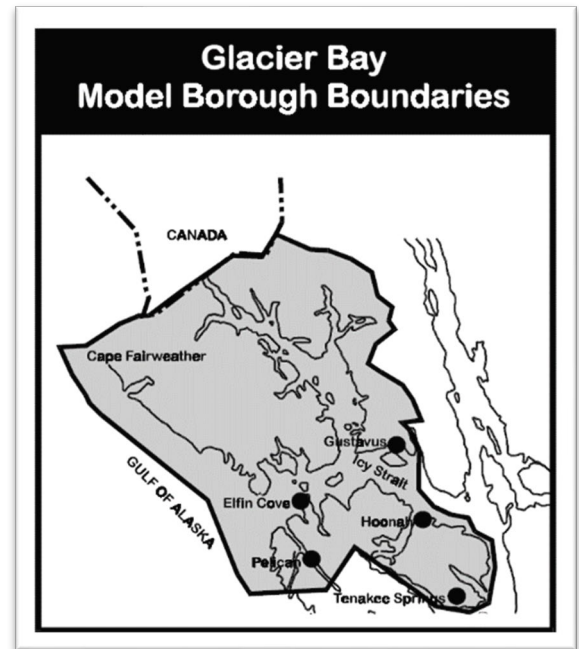 Glacier Bay
Model Borough Boundaries
CANADA
Cape Fairweather
Gustavus
Icy Strait
GULF OF ALASKA
Elfin Cove
Hoonah
Pelican
Tenakee Springs